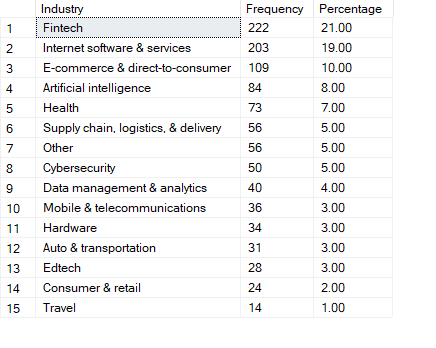 Industry Frequency Percentage
1 Fintech 222 21.00
2 Internet software & services 203 19.00
3 E-commerce & direct-to-consumer 109 10.00
4 Artificial intelligence 84 8.00
5 Health 73 7.00
6 Supply chain, logistics, & delivery 56 5.00
7 Other 56 5.00
8 Cybersecurity 50 5.00
9 Data management & analytics 40 4.00
10 Mobile & telecommunications 36 3.00
11 Hardware 34 3.00
12 Auto & transportation 31 3.00
13 Edtech 28 3.00
14 Consumer & retail 24 2.00
15 Travel 14 1.00